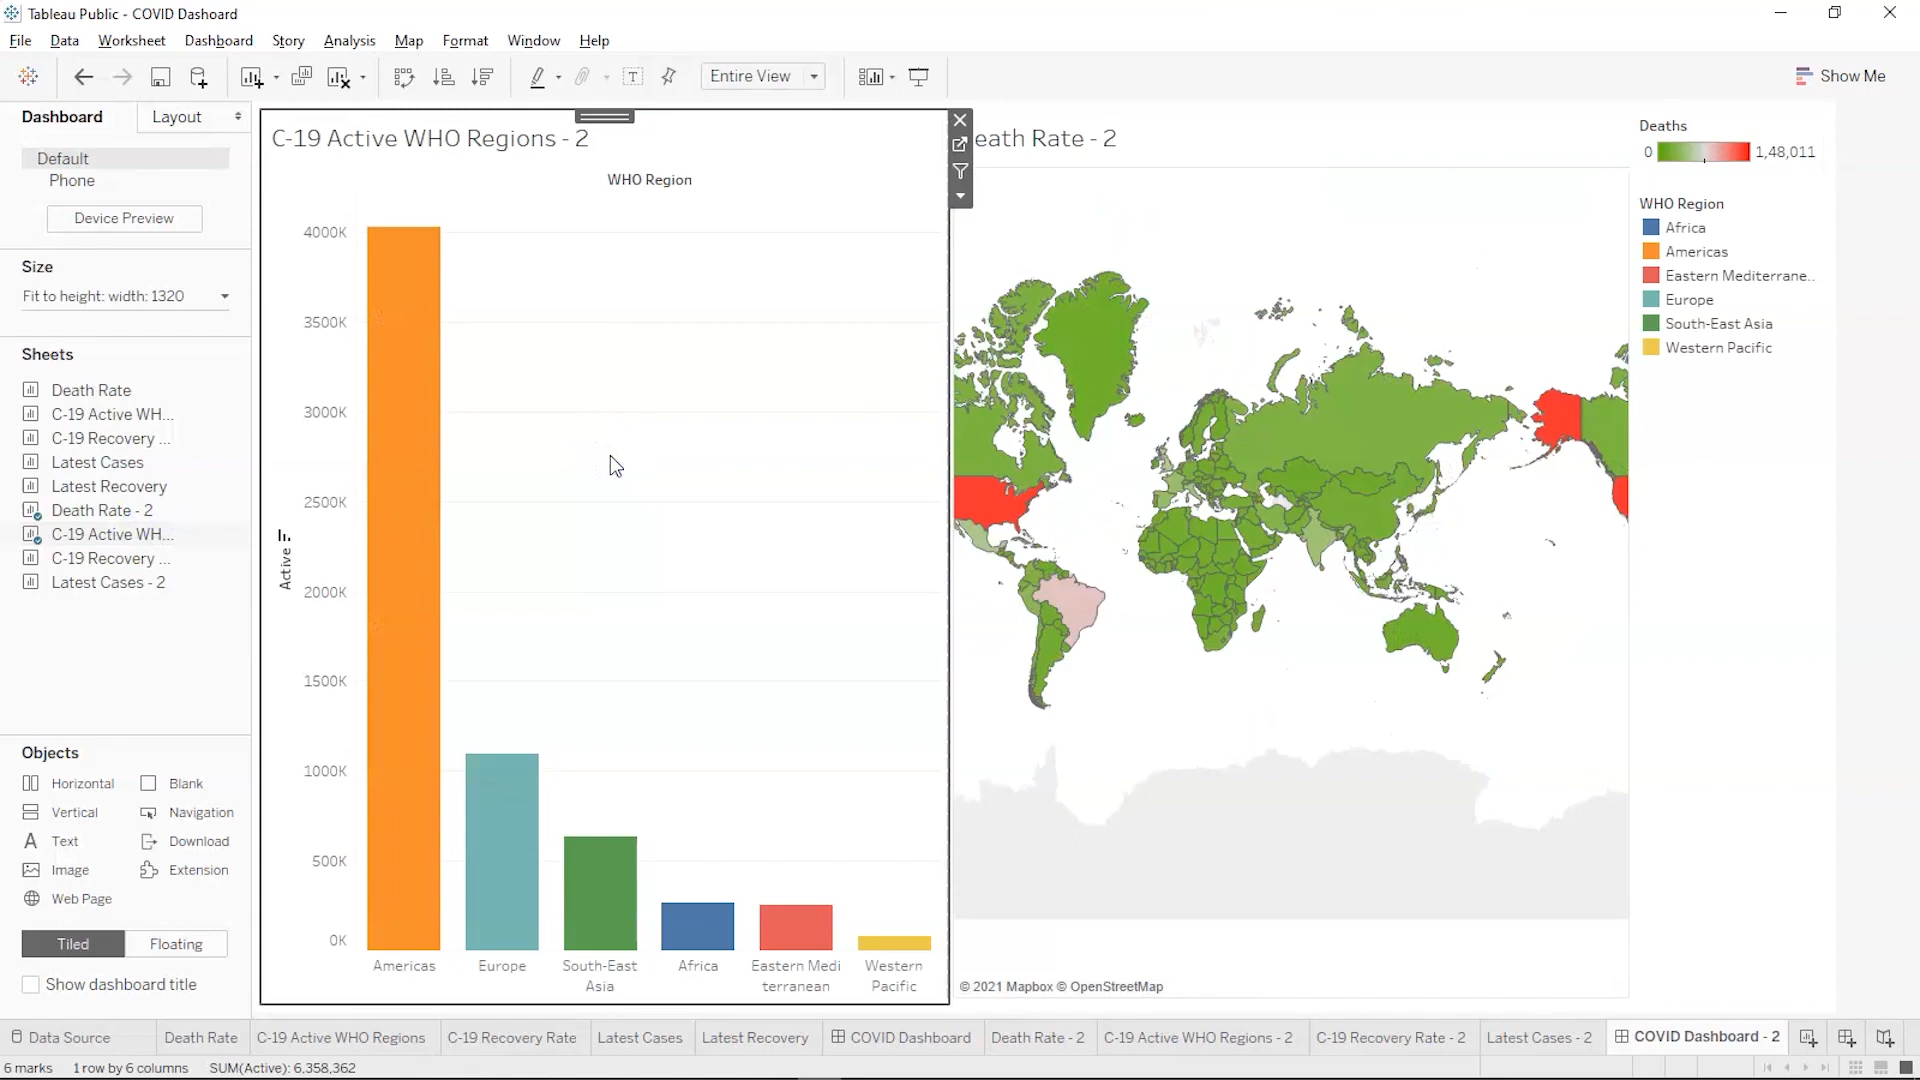 Tableau Public - COVID Dashoard
File Data Worksheet Dashboard Story Analysis Map Format Window Help
Entire View
Show Me
Dashboard Layout
Default
Phone
Device Preview
Size
Fit to height: width: 1320
Sheets
Death Rate
C-19 Active WH...
C-19 Recovery ...
Latest Cases
Latest Recovery
Death Rate - 2
C-19 Active WH...
C-19 Recovery ...
Latest Cases - 2
Objects
Horizontal Blank
Vertical Navigation
A Text Download
Image Extension
Web Page
Tiled Floating
Show dashboard title
C-19 Active WHO Regions - 2
WHO Region
4000K
3500K
3000K
2500K
2000K
1500K
1000K
500K
0K
Active
Americas
Europe
South-East
Asia
Africa
Eastern Medi
terranean
Western
Pacific
eath Rate - 2
© 2021 Mapbox © OpenStreetMap
Deaths
0 1,48,011
WHO Region
Africa
Americas
Eastern Mediterrane..
Europe
South-East Asia
Western Pacific
Data Source Death Rate C-19 Active WHO Regions C-19 Recovery Rate Latest Cases Latest Recovery COVID Dashboard Death Rate - 2 C-19 Active WHO Regions - 2 C-19 Recovery Rate - 2 Latest Cases - 2 COVID Dashboard - 2
6 marks 1 row by 6 columns SUM(Active): 6,358,362